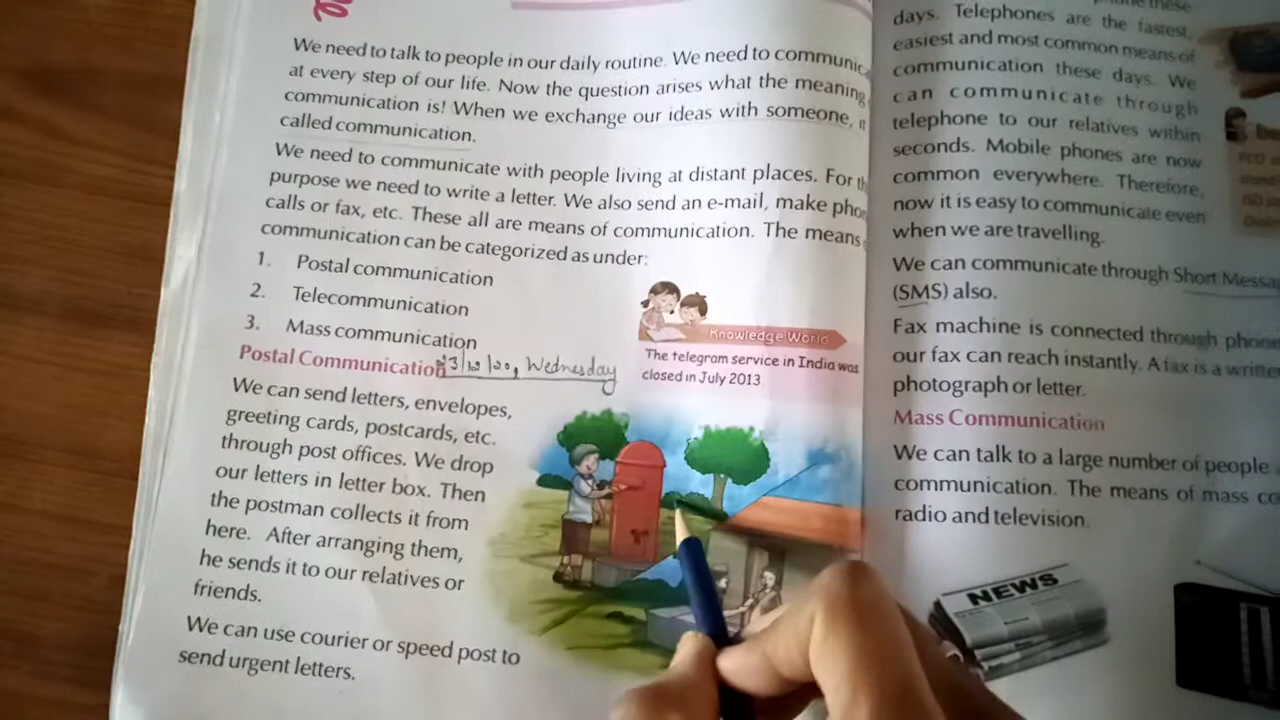 We need to talk to people in our daily routine. We need to
at every step of our life. Now the question arises what the meaning
communication is! When we exchange our ideas with someone,
called communication.
We need to communicate with people living at distant places. For
purpose we need to write a letter. We also send an e-mail, make
calls or fax, etc. These all are means of communication. The means
communication can be categorized as under:
1. Postal communication
2. Telecommunication
3. Mass communication
Knowledge World
The telegram service in India was
closed in July 2013
Postal Communication
Wednesday
We can send letters, envelopes,
greeting cards, postcards, etc.
through post offices. We drop
our letters in letter box. Then
the postman collects it from
here. After arranging them,
he sends it to our relatives or
friends.
We can use courier or speed post to
send urgent letters.
these
days. Telephones are the fastest,
easiest and most common means of
communication these days. We
can communicate through
telephone to our relatives within
seconds. Mobile phones are now
common everywhere. Therefore,
now it is easy to communicate even
when we are travelling.
We can communicate through Short
(SMS) also.
Fax machine is connected through
our fax can reach instantly. A fax is a
photograph or letter.
Mass Communication
We can talk to a large number of people
communication. The means of mass
radio and television.
NEWS